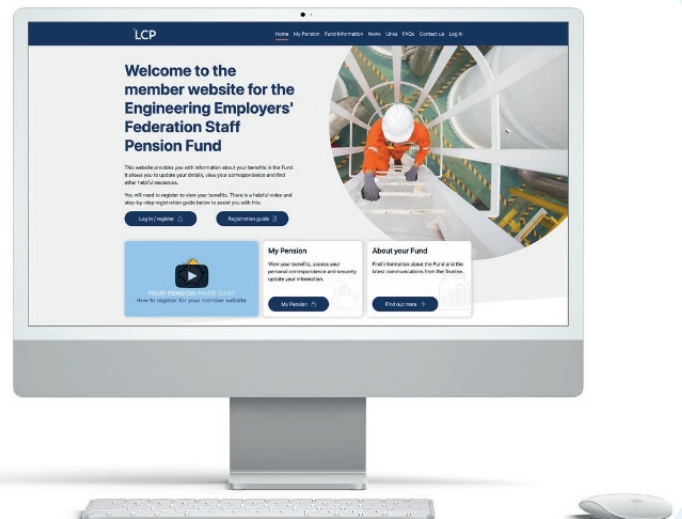 LCP
Home My Pension Fund Information News Links FAQs Contact us Log in
Welcome to the
member website for the
Engineering Employers'
Federation Staff
Pension Fund
This website provides you with information about your benefits in the Fund.
It allows you to update your details, view your correspondence and find
other helpful resources.
You will need to register to view your benefits. There is a helpful video and
step-by-step registration guide below to assist you with this.
Log in / register
Registration guide
YOUR PENSION MADE EASY
How to register for your member website
My Pension
View your benefits, access your
personal correspondence and securely
update your information.
My Pension
About your Fund
Find information about the Fund and the
latest communications from the Trustee.
Find out more